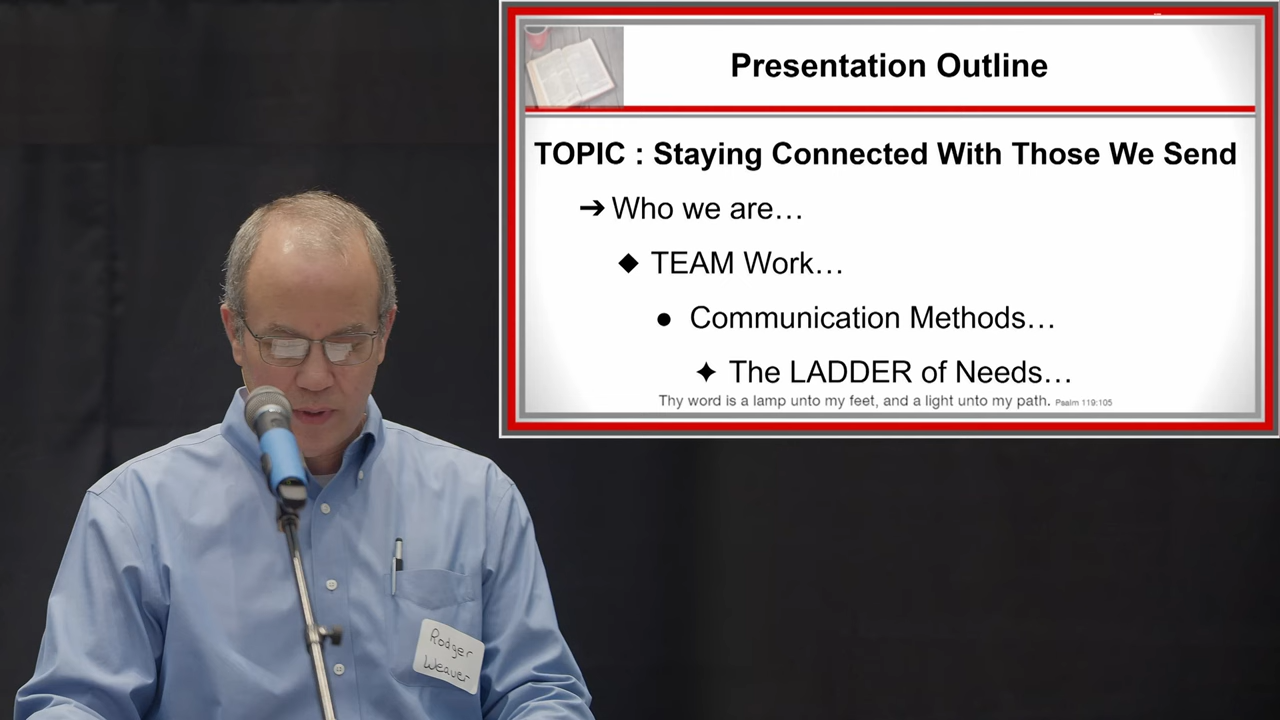 Presentation Outline
TOPIC : Staying Connected With Those We Send
➔ Who we are…
◆ TEAM Work…
● Communication Methods…
✦ The LADDER of Needs…
Thy word is a lamp unto my feet, and a light unto my path. Psalm 119:105
Rodger
Weaver